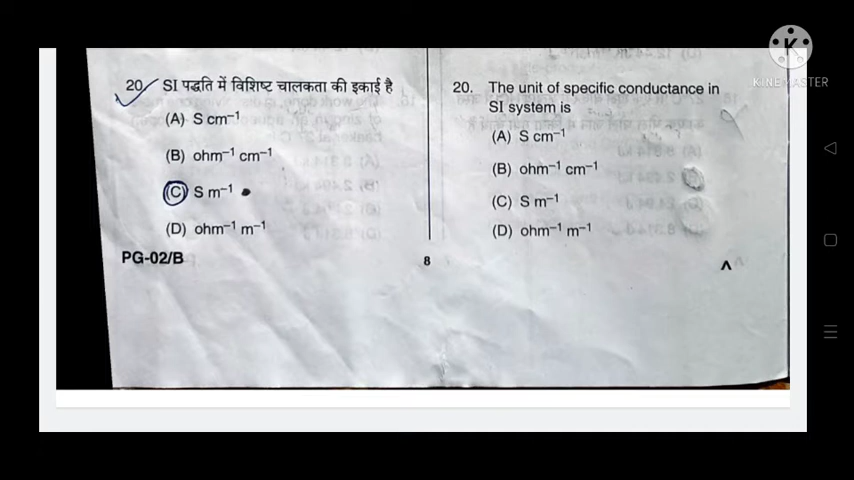 20. SI पद्धति में विशिष्ट चालकता की इकाई है
(A) S cm⁻¹
(B) ohm⁻¹ cm⁻¹
(C) S m⁻¹
(D) ohm⁻¹ m⁻¹
PG-02/B
20. The unit of specific conductance in
SI system is
(A) S cm⁻¹
(B) ohm⁻¹ cm⁻¹
(C) S m⁻¹
(D) ohm⁻¹ m⁻¹
8
K
KINEMASTER